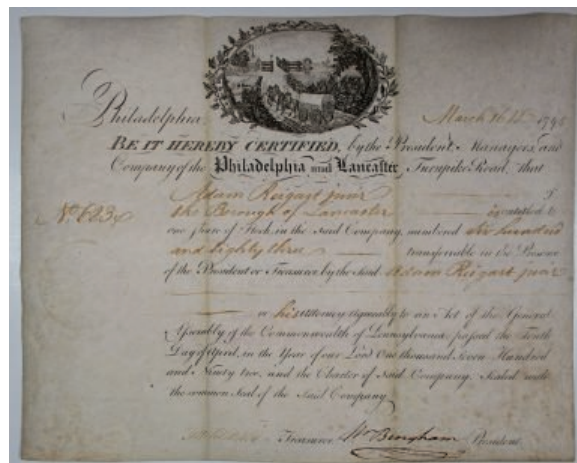 Philadelphia March 16th 179
BE IT HEREBY CERTIFIED, by the President, Managers, and
Company of the Philadelphia and Lancaster Turnpike Road, that
Adam Reigart junr
the Borough of Lancaster is entitled to
No.
one share of Stock in the said Company, numbered six hundred
and Eighty three transferrable in the Presence
of the President or Treasurer by the said Adam Reigart junr
or his Attorney agreeably to an Act of the General
Assembly of the Commonwealth of Pennsylvania passed the Ninth
Day of April, in the Year of our Lord One thousand Seven Hundred
and Ninety two, and the Charter of said Company. Sealed with
the common Seal of the said Company.
Treasurer Wm Bingham President